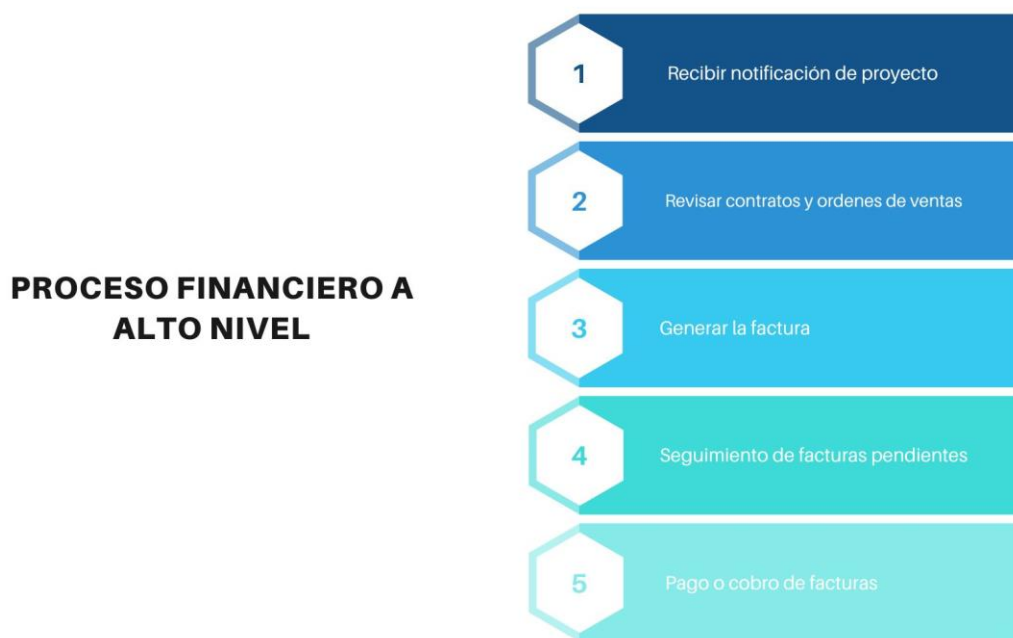 PROCESO FINANCIERO A
ALTO NIVEL
1
Recibir notificación de proyecto
2
Revisar contratos y ordenes de ventas
3
Generar la factura
4
Seguimiento de facturas pendientes
5
Pago o cobro de facturas